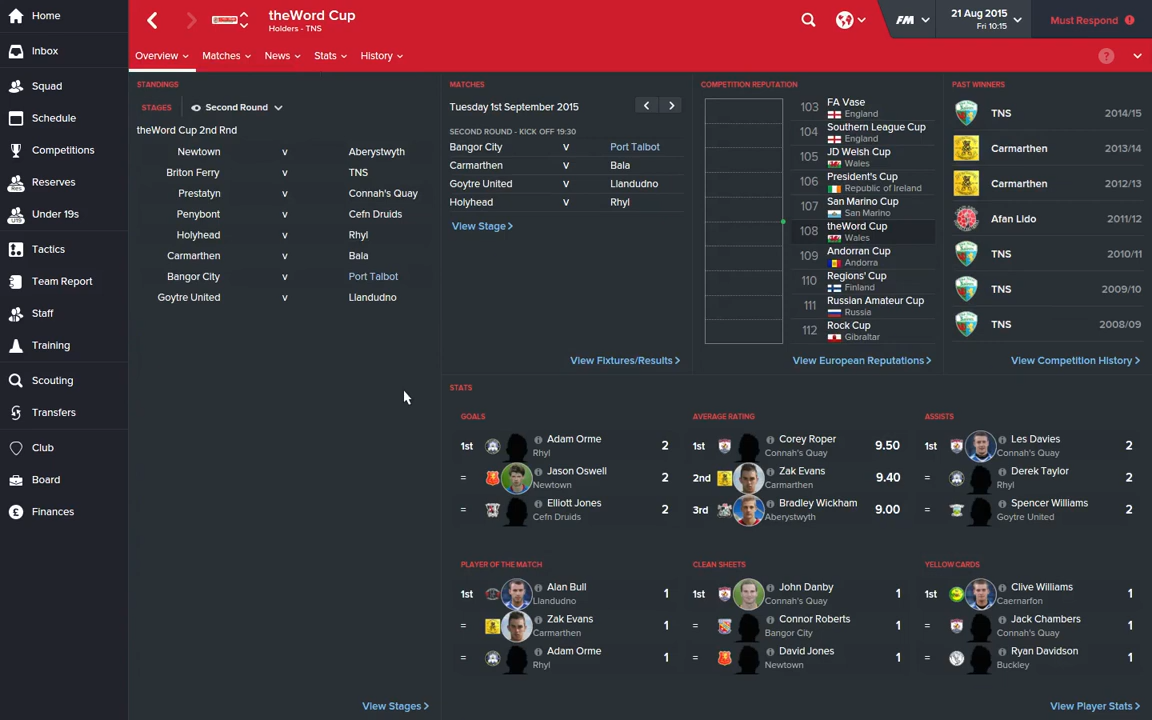 Home
Inbox
Squad
Schedule
Competitions
Reserves
Under 19s
Tactics
Team Report
Staff
Training
Scouting
Transfers
Club
Board
Finances
theWord Cup
Holders - TNS
FM
21 Aug 2015
Fri 10:15
Must Respond
Overview
Matches
News
Stats
History
?
STANDINGS
STAGES
Second Round
theWord Cup 2nd Rnd
Newtown v Aberystwyth
Briton Ferry v TNS
Prestatyn v Connah's Quay
Penybont v Cefn Druids
Holyhead v Rhyl
Carmarthen v Bala
Bangor City v Port Talbot
Goytre United v Llandudno
View Stages >
MATCHES
Tuesday 1st September 2015
SECOND ROUND - KICK OFF 19:30
Bangor City v Port Talbot
Carmarthen v Bala
Goytre United v Llandudno
Holyhead v Rhyl
View Stage >
View Fixtures/Results >
COMPETITION REPUTATION
103 FA Vase
England
104 Southern League Cup
England
105 JD Welsh Cup
Wales
106 President's Cup
Republic of Ireland
107 San Marino Cup
San Marino
108 theWord Cup
Wales
109 Andorran Cup
Andorra
110 Regions' Cup
Finland
111 Russian Amateur Cup
Russia
112 Rock Cup
Gibraltar
View European Reputations >
PAST WINNERS
TNS 2014/15
Carmarthen 2013/14
Carmarthen 2012/13
Afan Lido 2011/12
TNS 2010/11
TNS 2009/10
TNS 2008/09
View Competition History >
STATS
GOALS
1st Adam Orme 2
Rhyl
= Jason Oswell 2
Newtown
= Elliott Jones 2
Cefn Druids
AVERAGE RATING
1st Corey Roper 9.50
Connah's Quay
2nd Zak Evans 9.40
Carmarthen
3rd Bradley Wickham 9.00
Aberystwyth
ASSISTS
1st Les Davies 2
Connah's Quay
= Derek Taylor 2
Rhyl
= Spencer Williams 2
Goytre United
PLAYER OF THE MATCH
1st Alan Bull 1
Llandudno
= Zak Evans 1
Carmarthen
= Adam Orme 1
Rhyl
CLEAN SHEETS
1st John Danby 1
Connah's Quay
= Connor Roberts 1
Bangor City
= David Jones 1
Newtown
YELLOW CARDS
1st Clive Williams 1
Caernarfon
= Jack Chambers 1
Connah's Quay
= Ryan Davidson 1
Buckley
View Player Stats >